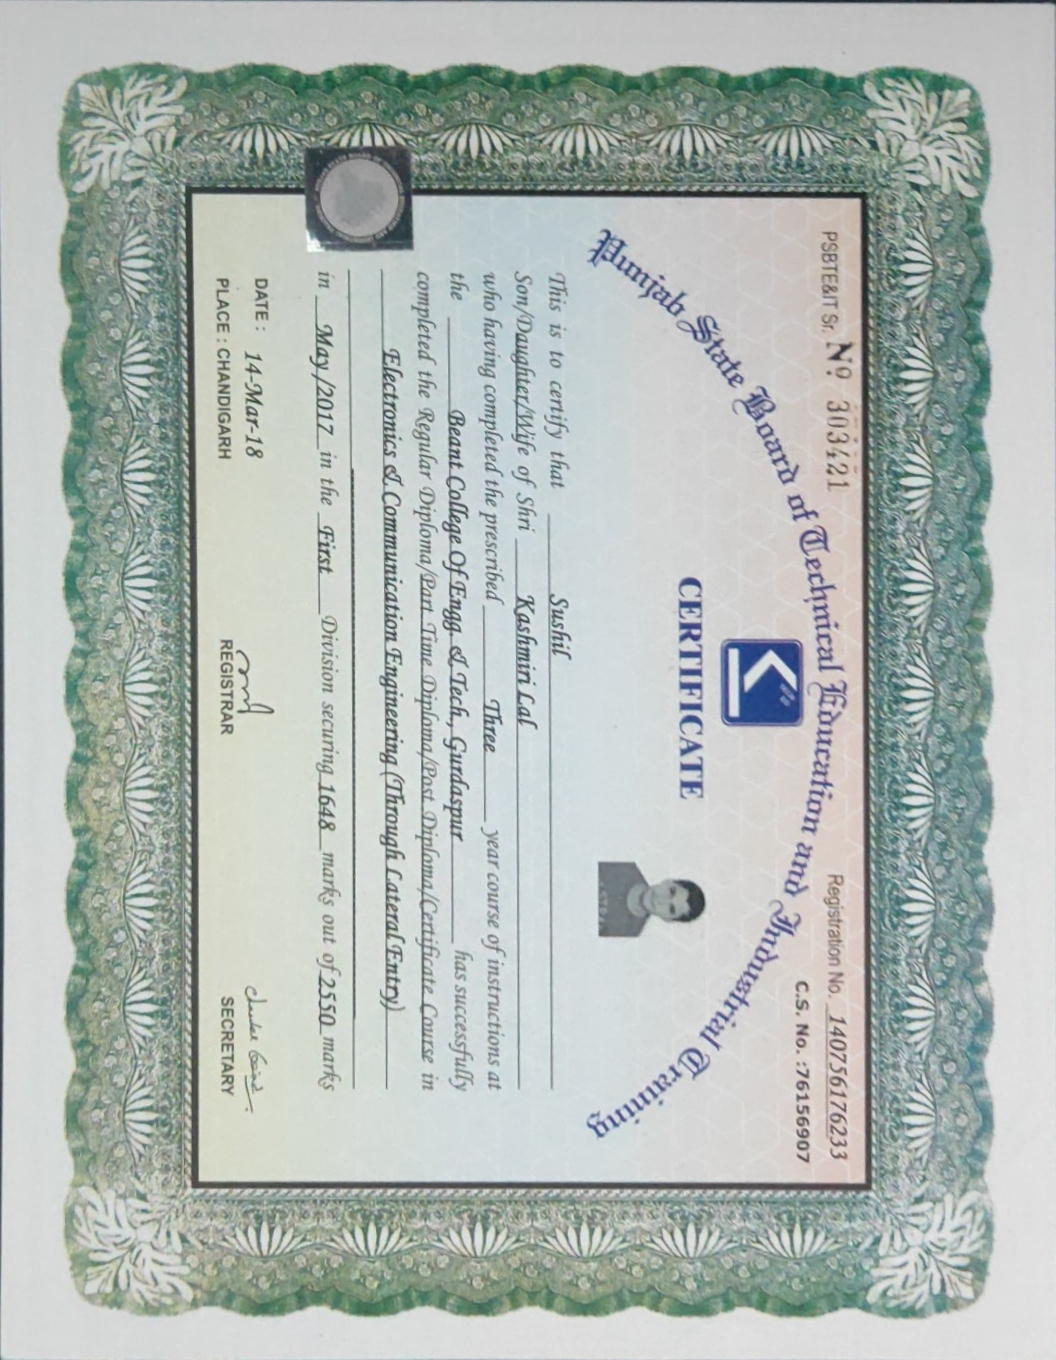 PSBTE&IT Sr. Nº 303421
Registration No. 140756176233
C.S. No. :76156907
Punjab State Board of Technical Education and Industrial Training
CERTIFICATE
This is to certify that Sushil
Son/Daughter/Wife of Shri Kashmiri Lal
who having completed the prescribed Three year course of instructions at
the Beant College Of Engg. & Tech., Gurdaspur has successfully
completed the Regular Diploma/Part Time Diploma/Post Diploma/Certificate Course in
Electronics & Communication Engineering (Through Lateral Entry)
in May/2017 in the First Division securing 1648 marks out of 2550 marks
DATE : 14-Mar-18
PLACE : CHANDIGARH
REGISTRAR
SECRETARY